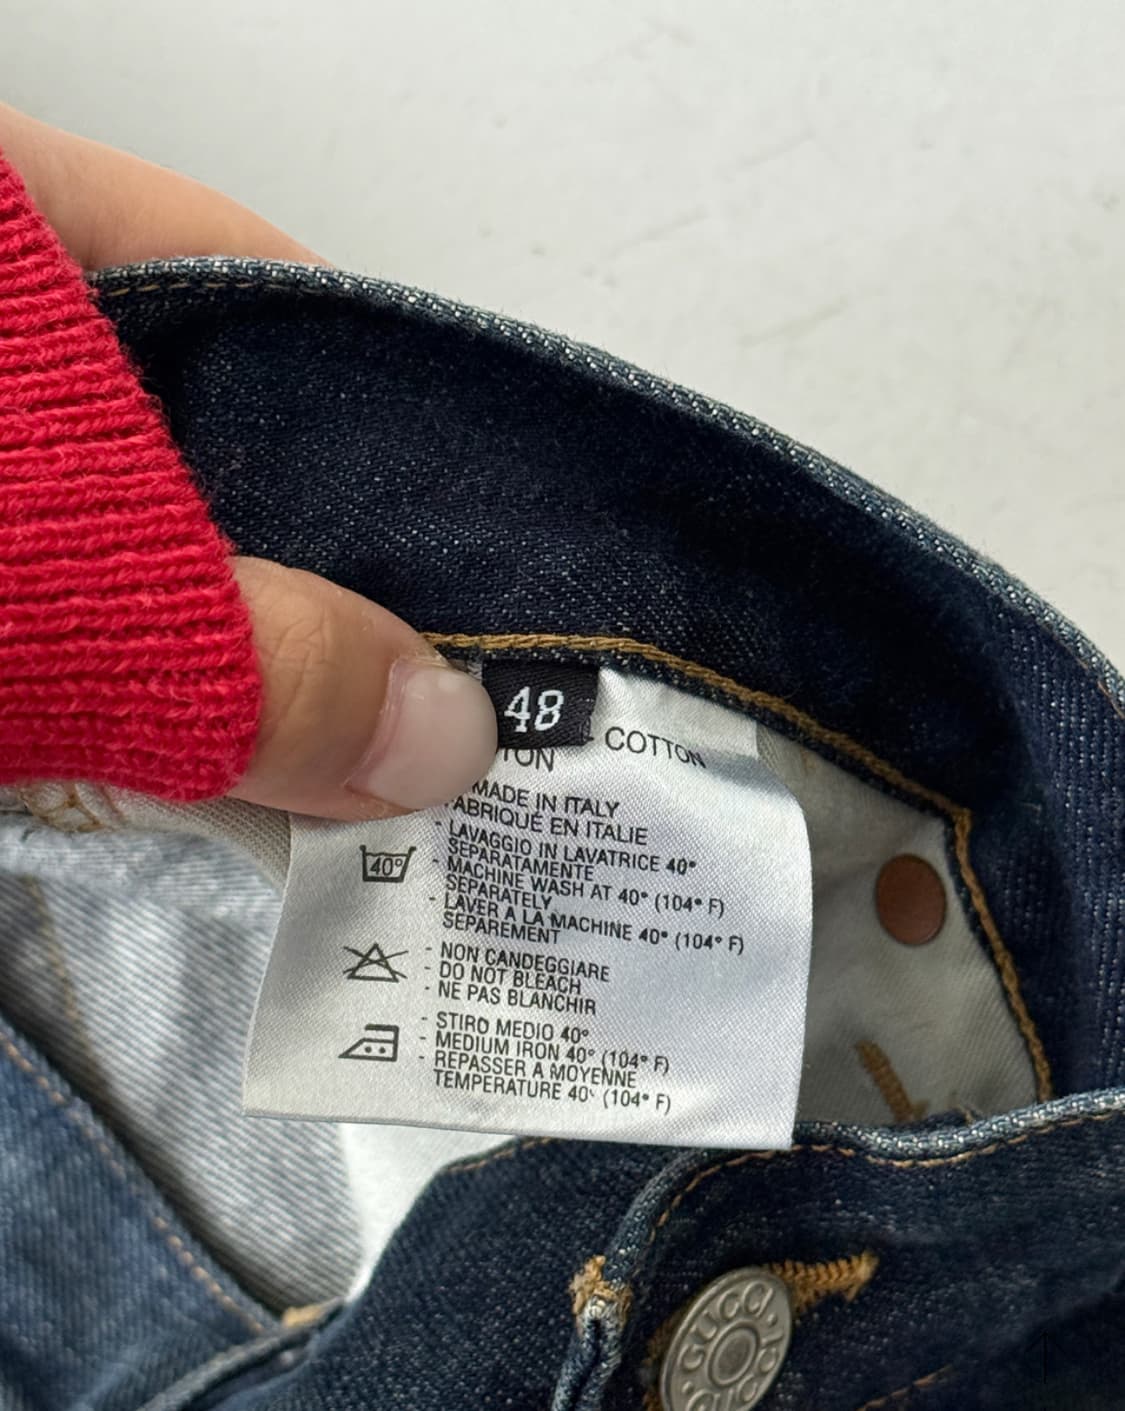 48
COTTON
MADE IN ITALY
FABRIQUÉ EN ITALIE
- LAVAGGIO IN LAVATRICE 40°
SEPARATAMENTE
- MACHINE WASH AT 40° (104° F)
SEPARATELY
- LAVER A LA MACHINE 40° (104° F)
SEPAREMENT
40°
- NON CANDEGGIARE
- DO NOT BLEACH
- NE PAS BLANCHIR
- STIRO MEDIO 40°
- MEDIUM IRON 40° (104° F)
- REPASSER A MOYENNE
TEMPERATURE 40° (104° F)
GUCCI
GUCCI